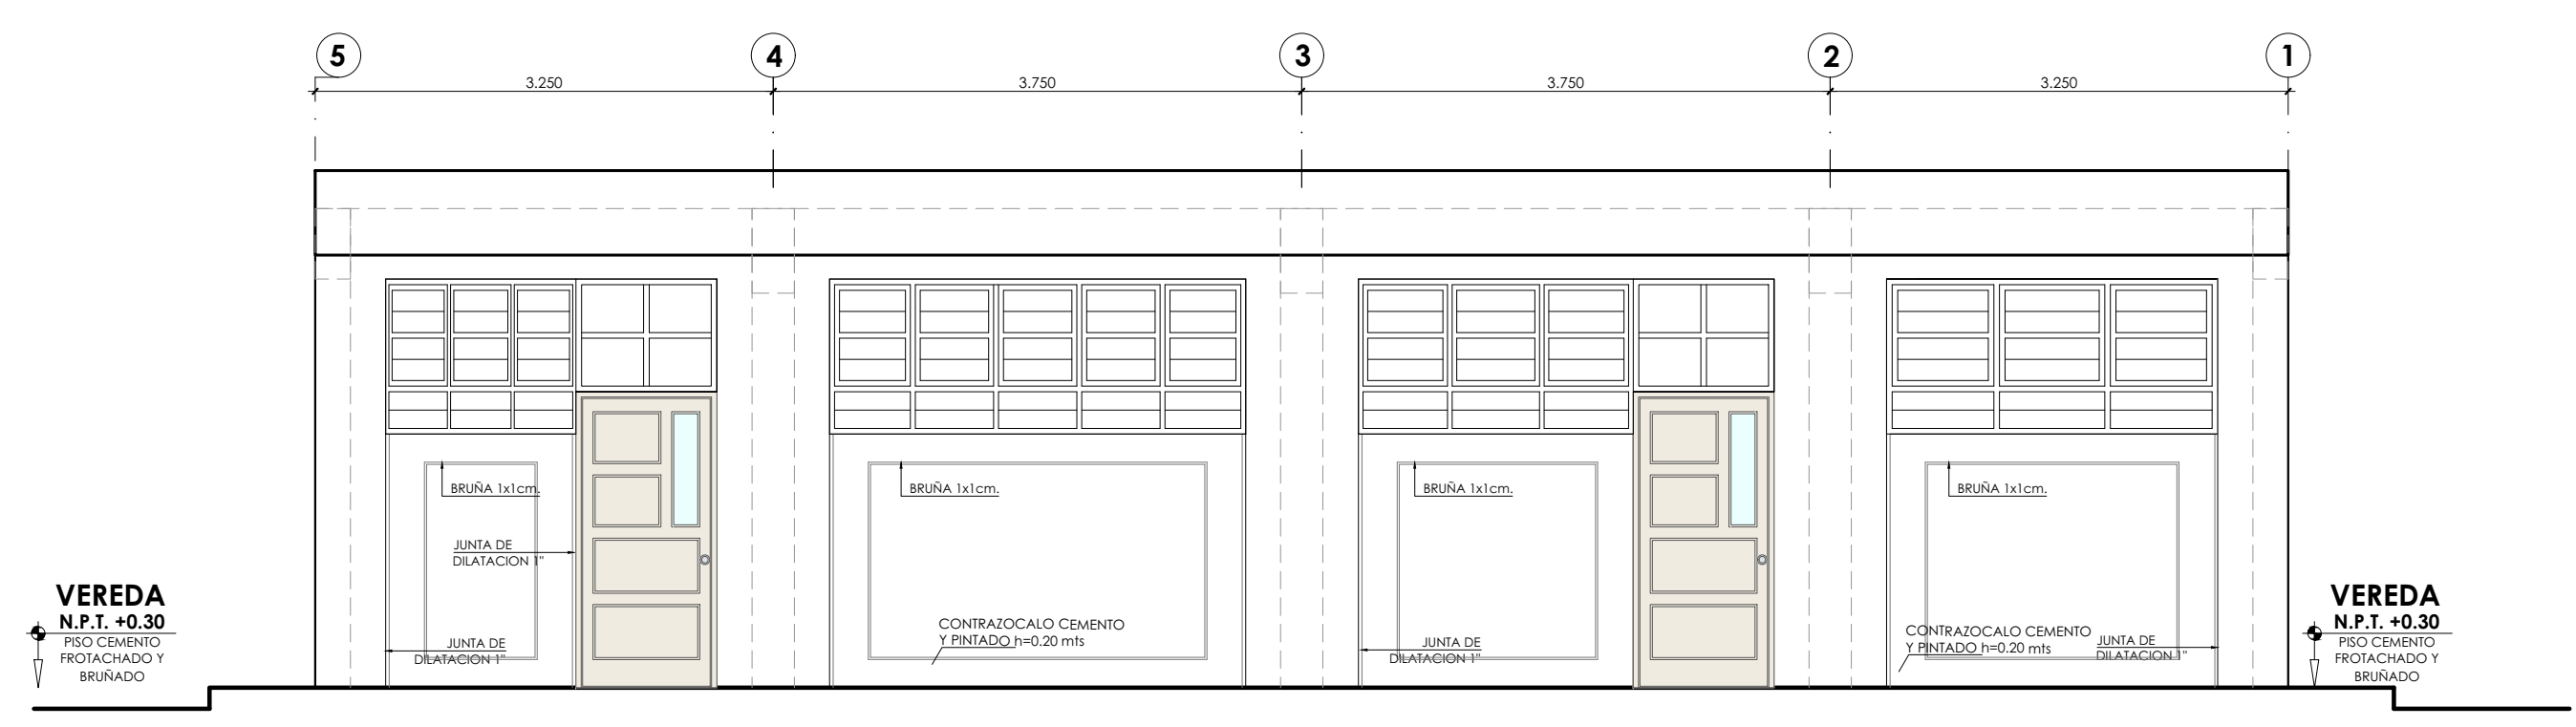 5
4
3
2
1
3.250
3.750
3.750
3.250
BRUÑA 1x1cm.
BRUÑA 1x1cm.
BRUÑA 1x1cm.
BRUÑA 1x1cm.
JUNTA DE
DILATACION 1"
VEREDA
N.P.T. +0.30
PISO CEMENTO
FROTACHADO Y
BRUÑADO
JUNTA DE
DILATACION 1"
CONTRAZOCALO CEMENTO
Y PINTADO h=0.20 mts
JUNTA DE
DILATACION 1"
CONTRAZOCALO CEMENTO
Y PINTADO h=0.20 mts
JUNTA DE
DILATACION 1"
VEREDA
N.P.T. +0.30
PISO CEMENTO
FROTACHADO Y
BRUÑADO